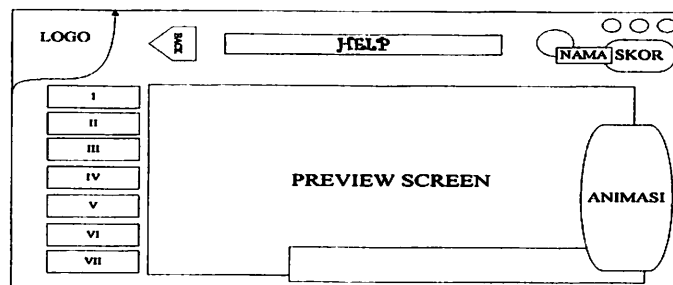 LOGO
BACK
HELP
NAMA
SKOR
I
II
III
IV
V
VI
VII
PREVIEW SCREEN
ANIMASI